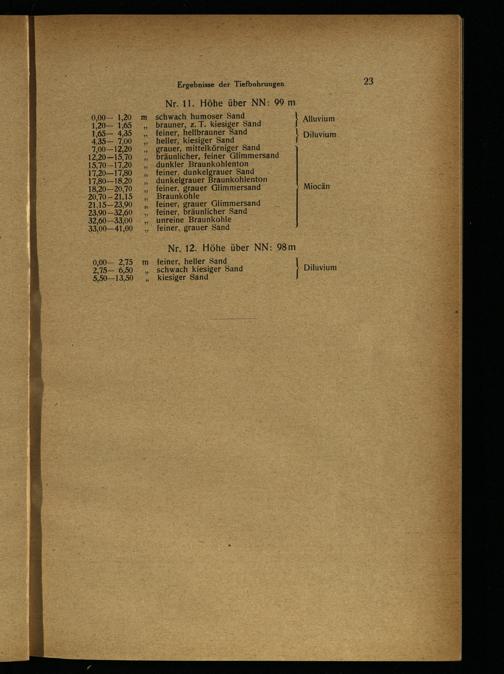 Ergebnisse der Tiefbohrungen 23
Nr. 11. Höhe über NN: 99 m
0,00— 1,20 m schwach humoser Sand } Alluvium
1,20— 1,65 „ brauner, z. T. kiesiger Sand
1,65— 4,35 „ feiner, hellbrauner Sand } Diluvium
4,35— 7,00 „ heller, kiesiger Sand
7,00—12,20 „ grauer, mittelkörniger Sand
12,20—15,70 „ bräunlicher, feiner Glimmersand
15,70—17,20 „ dunkler Braunkohlenton
17,20—17,80 „ feiner, dunkelgrauer Sand
17,80—18,20 „ dunkelgrauer Braunkohlenton
18,20—20,70 „ feiner, grauer Glimmersand } Miocän
20,70—21,15 „ Braunkohle
21,15—23,90 „ feiner, grauer Glimmersand
23,90—32,60 „ feiner, bräunlicher Sand
32,60—33,00 „ unreine Braunkohle
33,00—41,00 „ feiner, grauer Sand
Nr. 12. Höhe über NN: 98 m
0,00— 2,75 m feiner, heller Sand
2,75— 6,50 „ schwach kiesiger Sand } Diluvium
5,50—13,50 „ kiesiger Sand